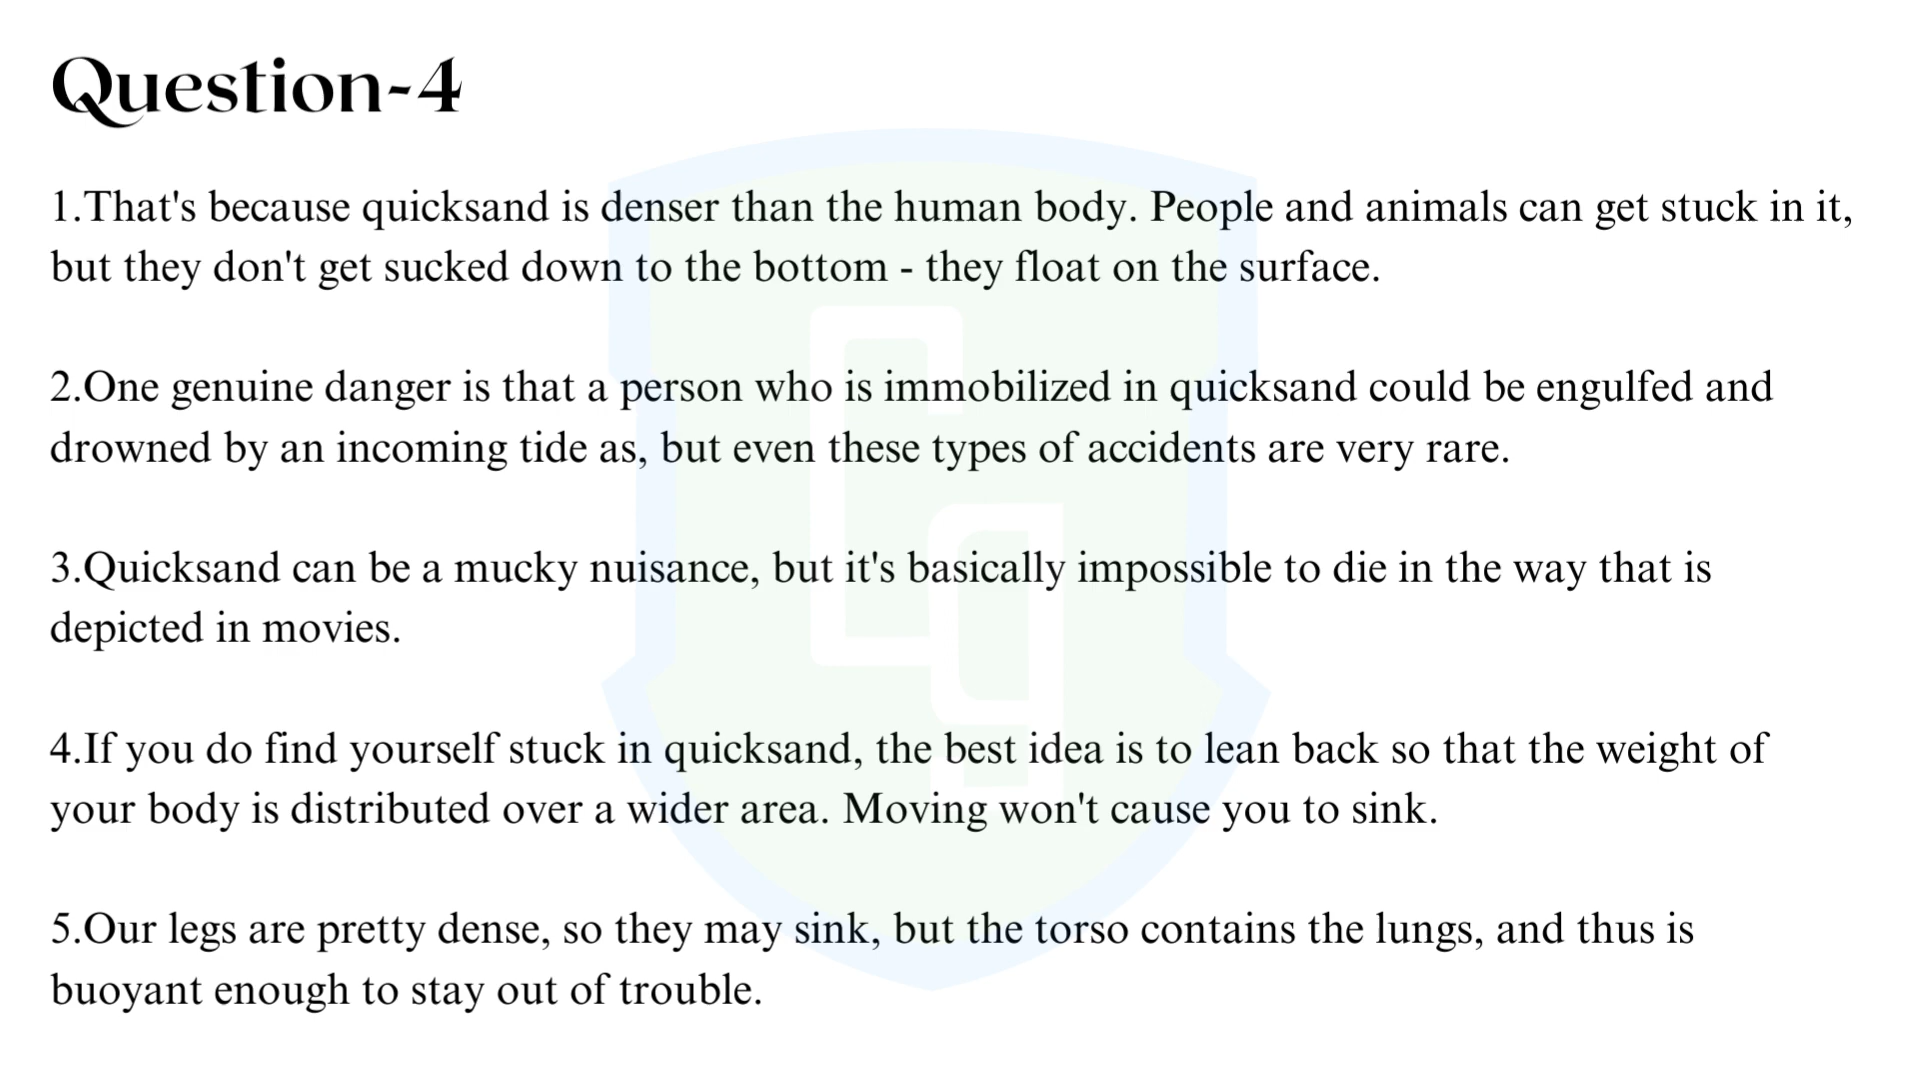 Question-4
1.That's because quicksand is denser than the human body. People and animals can get stuck in it,
but they don't get sucked down to the bottom - they float on the surface.
2.One genuine danger is that a person who is immobilized in quicksand could be engulfed and
drowned by an incoming tide as, but even these types of accidents are very rare.
3.Quicksand can be a mucky nuisance, but it's basically impossible to die in the way that is
depicted in movies.
4.If you do find yourself stuck in quicksand, the best idea is to lean back so that the weight of
your body is distributed over a wider area. Moving won't cause you to sink.
5.Our legs are pretty dense, so they may sink, but the torso contains the lungs, and thus is
buoyant enough to stay out of trouble.